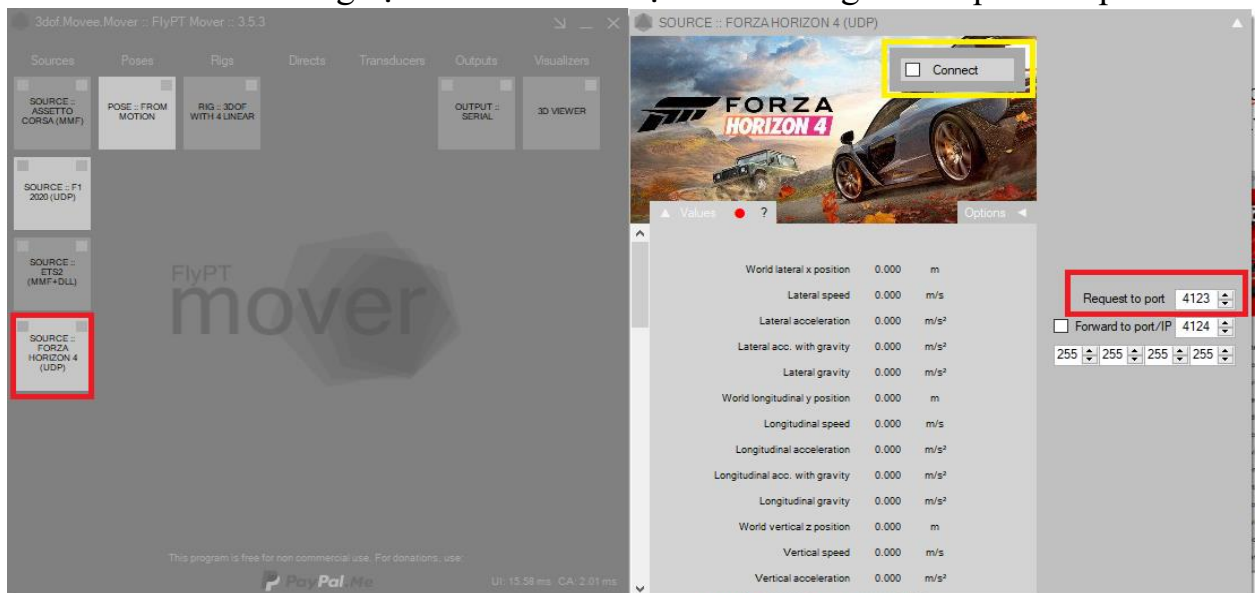 3dof.Movee.Mover :: FlyPT Mover :: 3.5.3
Sources Poses Rigs Directs Transducers Outputs Visualizers
SOURCE ::
ASSETTO
CORSA (MMF)
POSE :: FROM
MOTION
RIG :: 3DOF
WITH 4 LINEAR
OUTPUT ::
SERIAL
3D VIEWER
SOURCE :: F1
2020 (UDP)
SOURCE ::
ETS2
(MMF+DLL)
SOURCE ::
FORZA
HORIZON 4
(UDP)
FlyPT
mover
This program is free for non commercial use. For donations, use:
PayPal.Me
UI: 15.58 ms CA: 2.01 ms
SOURCE :: FORZA HORIZON 4 (UDP)
Connect
FORZA
HORIZON 4
Values ? Options
World lateral x position 0.000 m
Lateral speed 0.000 m/s
Lateral acceleration 0.000 m/s²
Lateral acc. with gravity 0.000 m/s²
Lateral gravity 0.000 m/s²
World longitudinal y position 0.000 m
Longitudinal speed 0.000 m/s
Longitudinal acceleration 0.000 m/s²
Longitudinal acc. with gravity 0.000 m/s²
Longitudinal gravity 0.000 m/s²
World vertical z position 0.000 m
Vertical speed 0.000 m/s
Vertical acceleration 0.000 m/s²
Request to port 4123
Forward to port/IP 4124
255 255 255 255